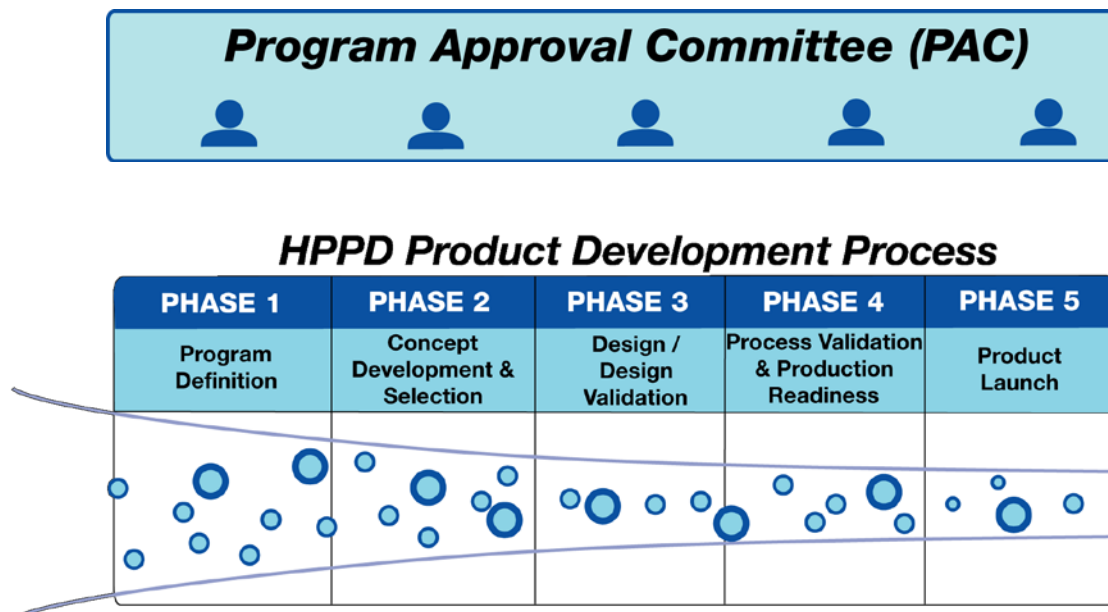 Program Approval Committee (PAC)
HPPD Product Development Process
PHASE 1
PHASE 2
PHASE 3
PHASE 4
PHASE 5
Program
Definition
Concept
Development &
Selection
Design /
Design
Validation
Process Validation
& Production
Readiness
Product
Launch